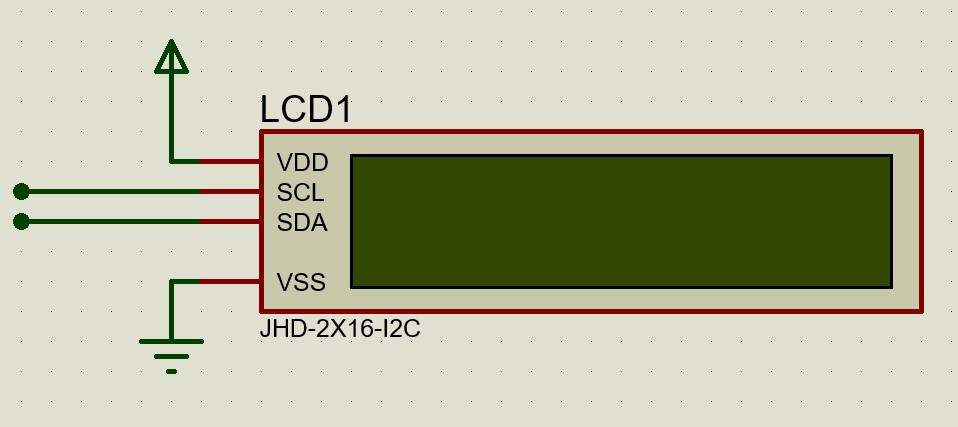 LCD1
VDD
SCL
SDA
VSS
JHD-2X16-I2C